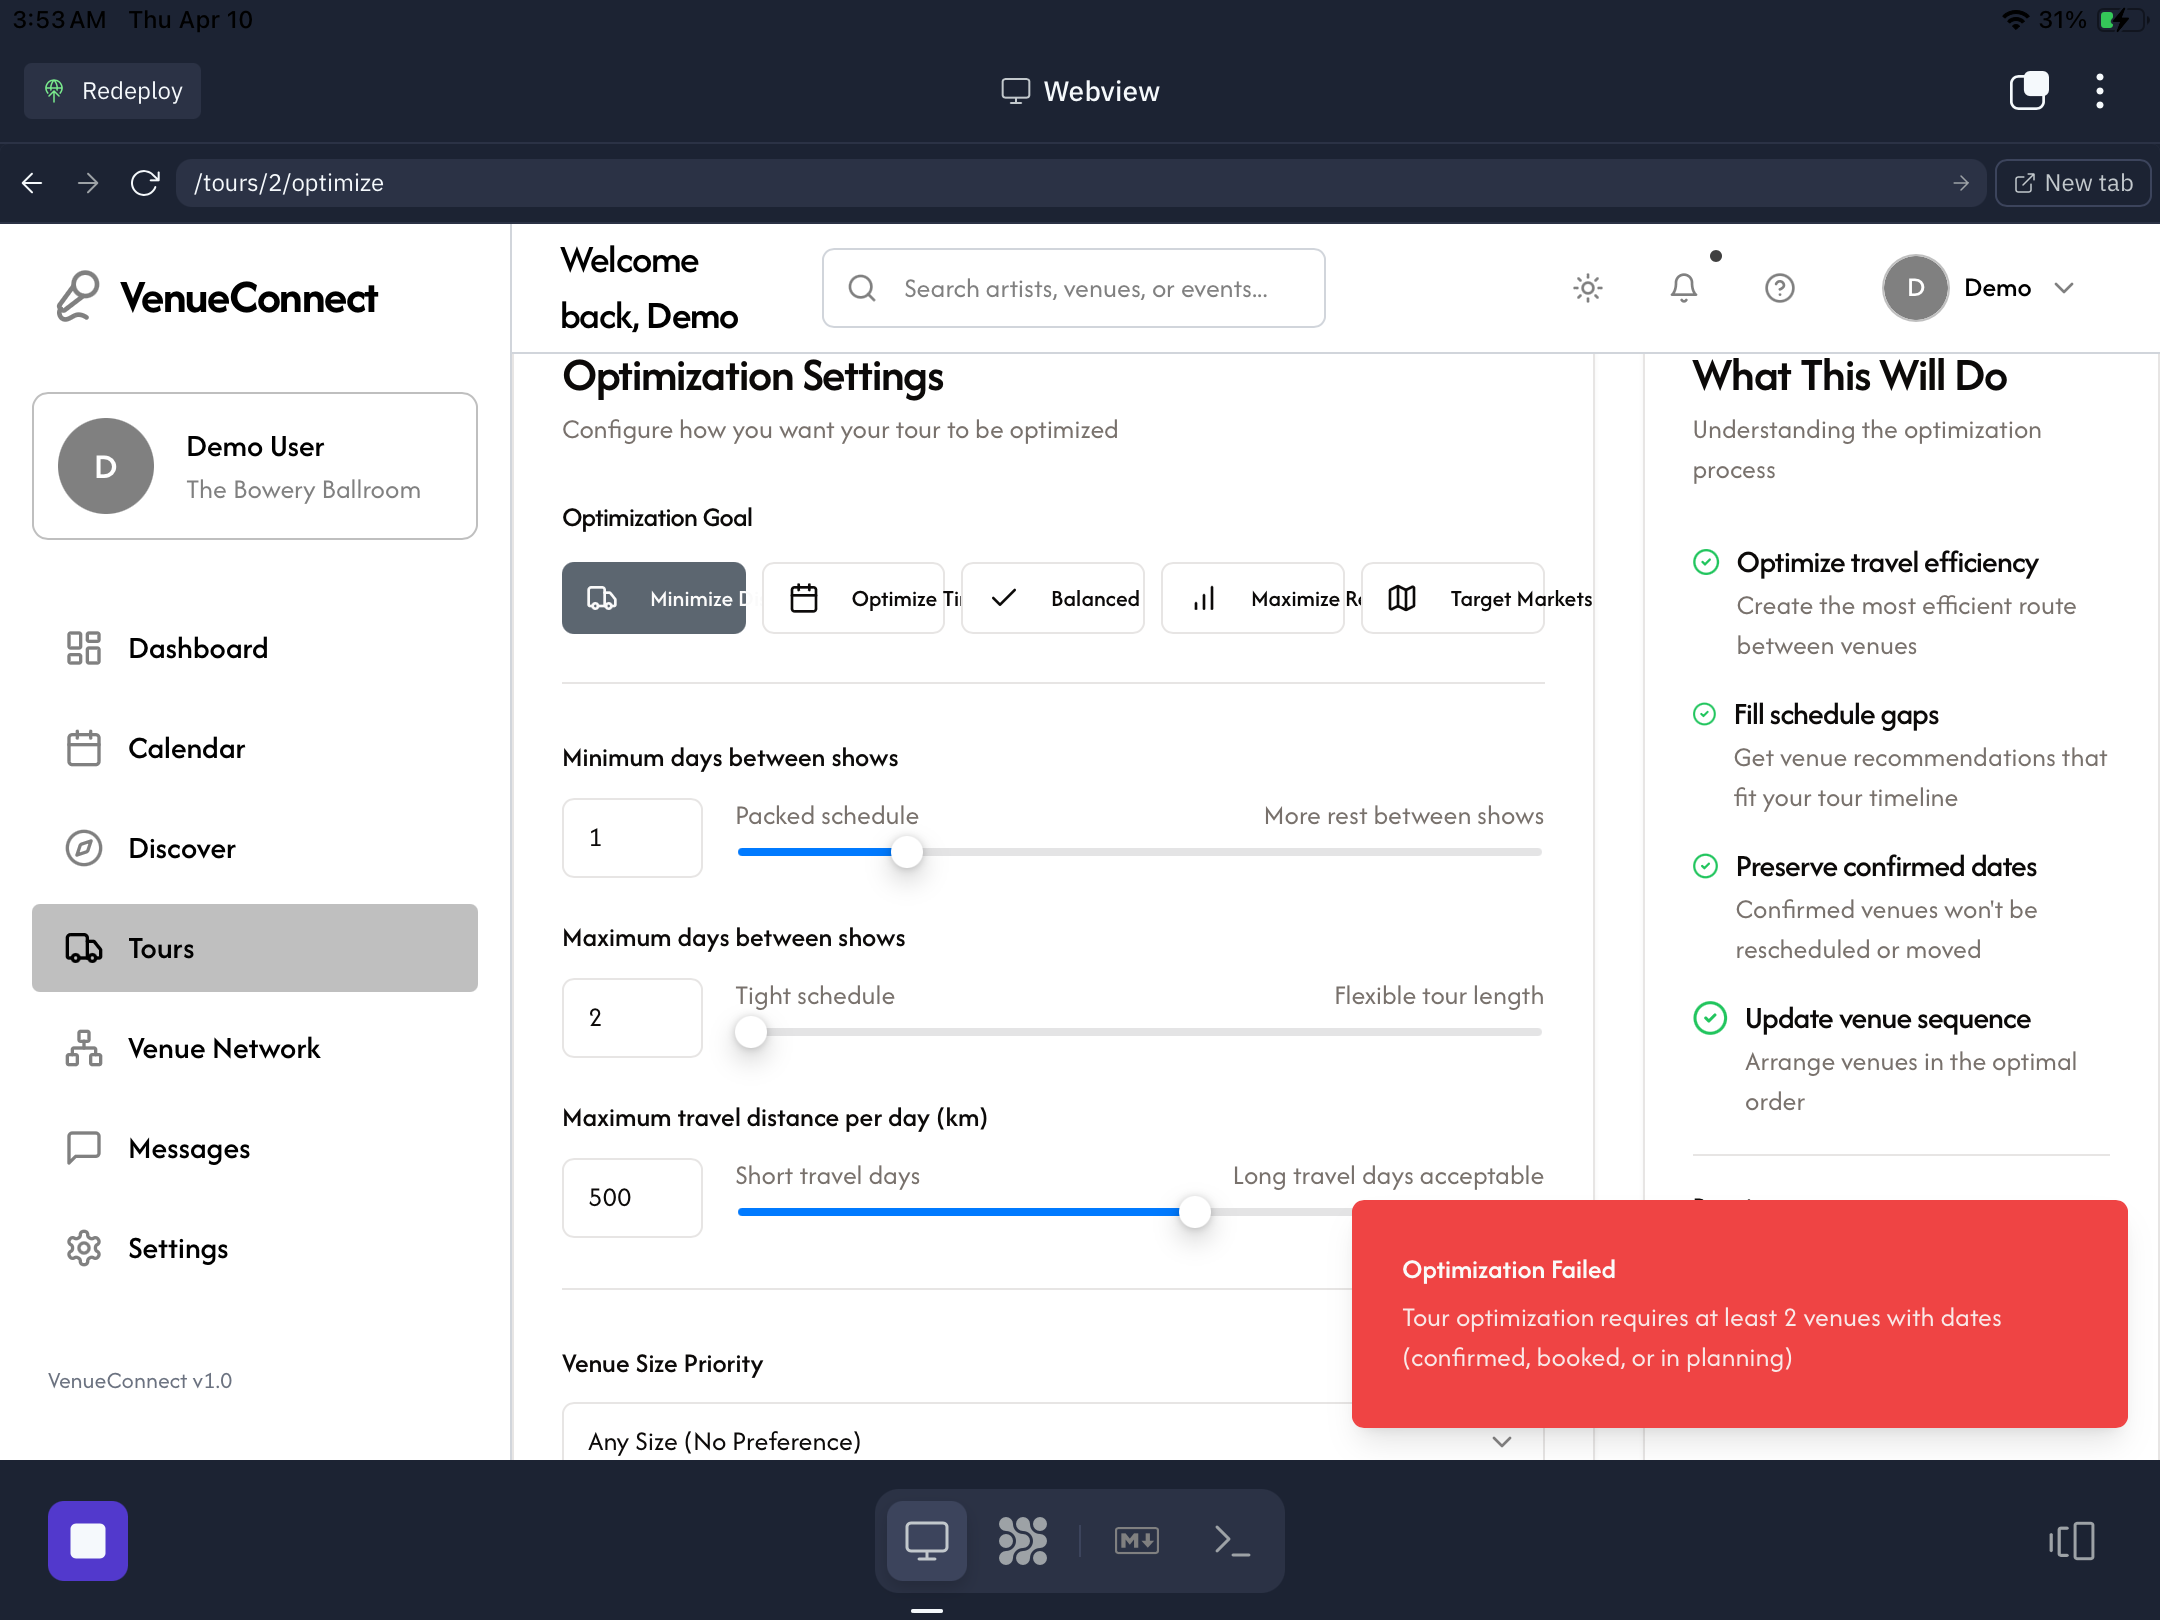 3:53 AM Thu Apr 10
31%
Redeploy
Webview
/tours/2/optimize
New tab
VenueConnect
Welcome
back, Demo
Search artists, venues, or events...
D
Demo
D
Demo User
The Bowery Ballroom
Dashboard
Calendar
Discover
Tours
Venue Network
Messages
Settings
VenueConnect v1.0
Optimization Settings
Configure how you want your tour to be optimized
Optimization Goal
Minimize
Optimize
Balanced
Maximize
Target Markets
Minimum days between shows
1
Packed schedule
More rest between shows
Maximum days between shows
2
Tight schedule
Flexible tour length
Maximum travel distance per day (km)
500
Short travel days
Long travel days acceptable
Venue Size Priority
Any Size (No Preference)
What This Will Do
Understanding the optimization
process
Optimize travel efficiency
Create the most efficient route
between venues
Fill schedule gaps
Get venue recommendations that
fit your tour timeline
Preserve confirmed dates
Confirmed venues won't be
rescheduled or moved
Update venue sequence
Arrange venues in the optimal
order
Optimization Failed
Tour optimization requires at least 2 venues with dates
(confirmed, booked, or in planning)
M